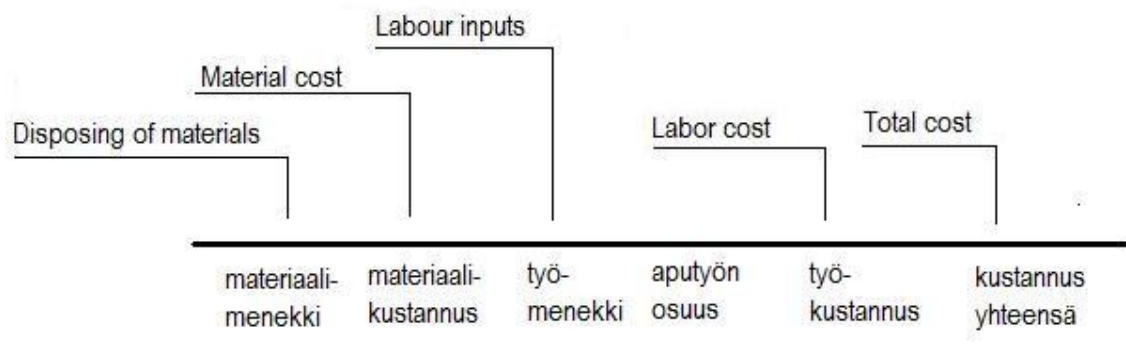 Labour inputs
Material cost
Disposing of materials
Labor cost
Total cost
materiaali-
menekki
materiaali-
kustannus
työ-
menekki
aputyön
osuus
työ-
kustannus
kustannus
yhteensä